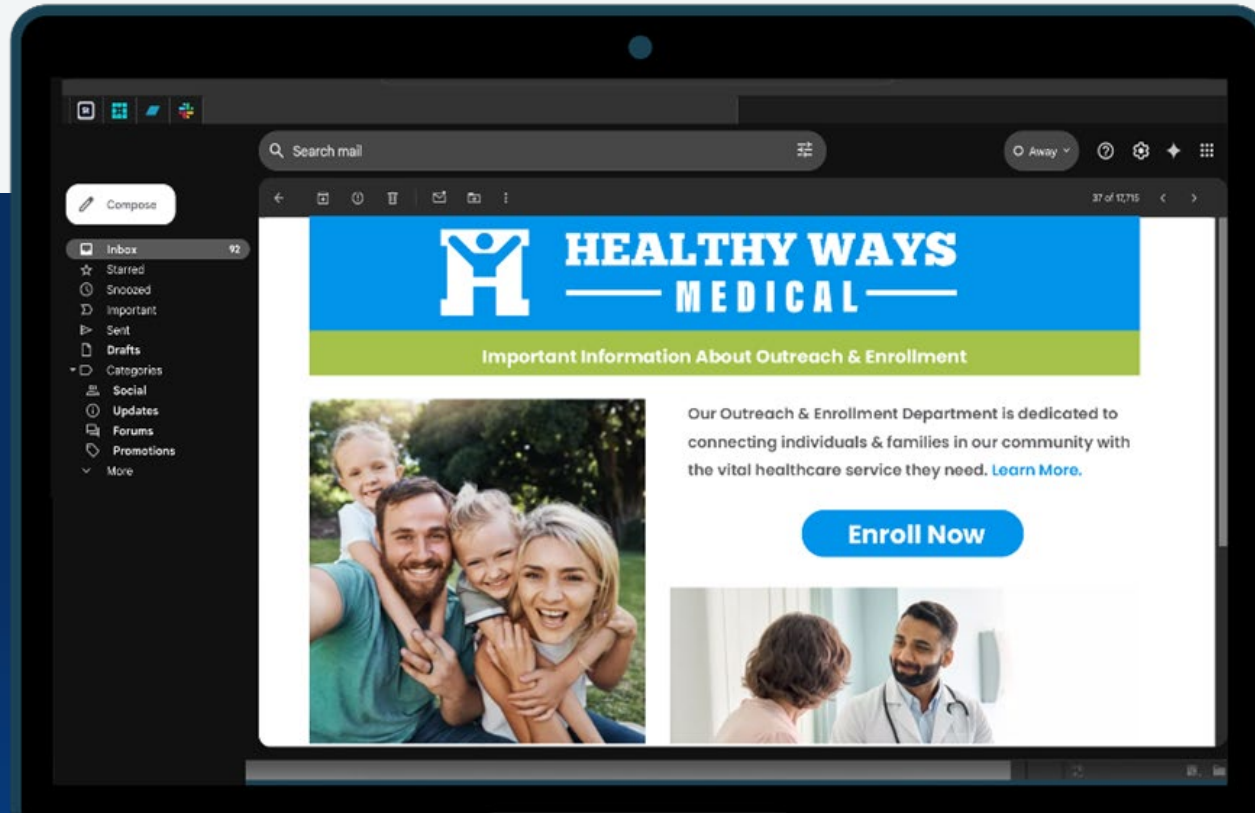 Search mail
Away
Compose
37 of 17,715
Inbox 92
Starred
Snoozed
Important
Sent
Drafts
Categories
Social
Updates
Forums
Promotions
More
HEALTHY WAYS
MEDICAL
Important Information About Outreach & Enrollment
Our Outreach & Enrollment Department is dedicated to
connecting individuals & families in our community with
the vital healthcare service they need. Learn More.
Enroll Now